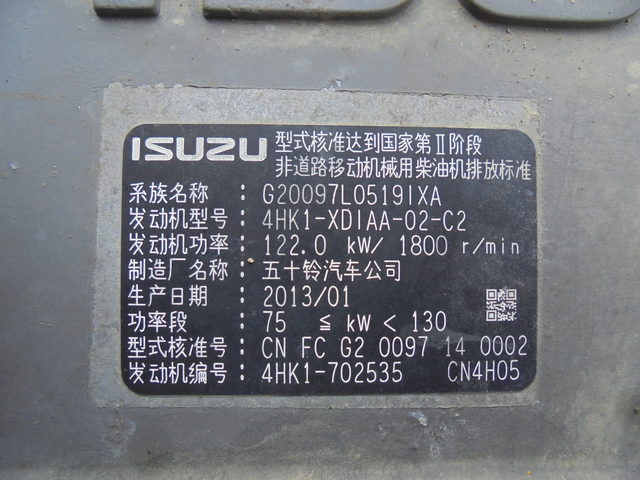 ISUZU 型式核准达到国家第Ⅱ阶段
非道路移动机械用柴油机排放标准
系族名称 : G20097L0519IXA
发动机型号 : 4HK1-XDIAA-02-C2
发动机功率 : 122.0 kW/ 1800 r/min
制造厂名称 : 五十铃汽车公司
生产日期 : 2013/01
功率段 : 75 ≦ kW < 130
型式核准号 : CN FC G2 0097 14 0002
发动机编号 : 4HK1-702535 CN4H05